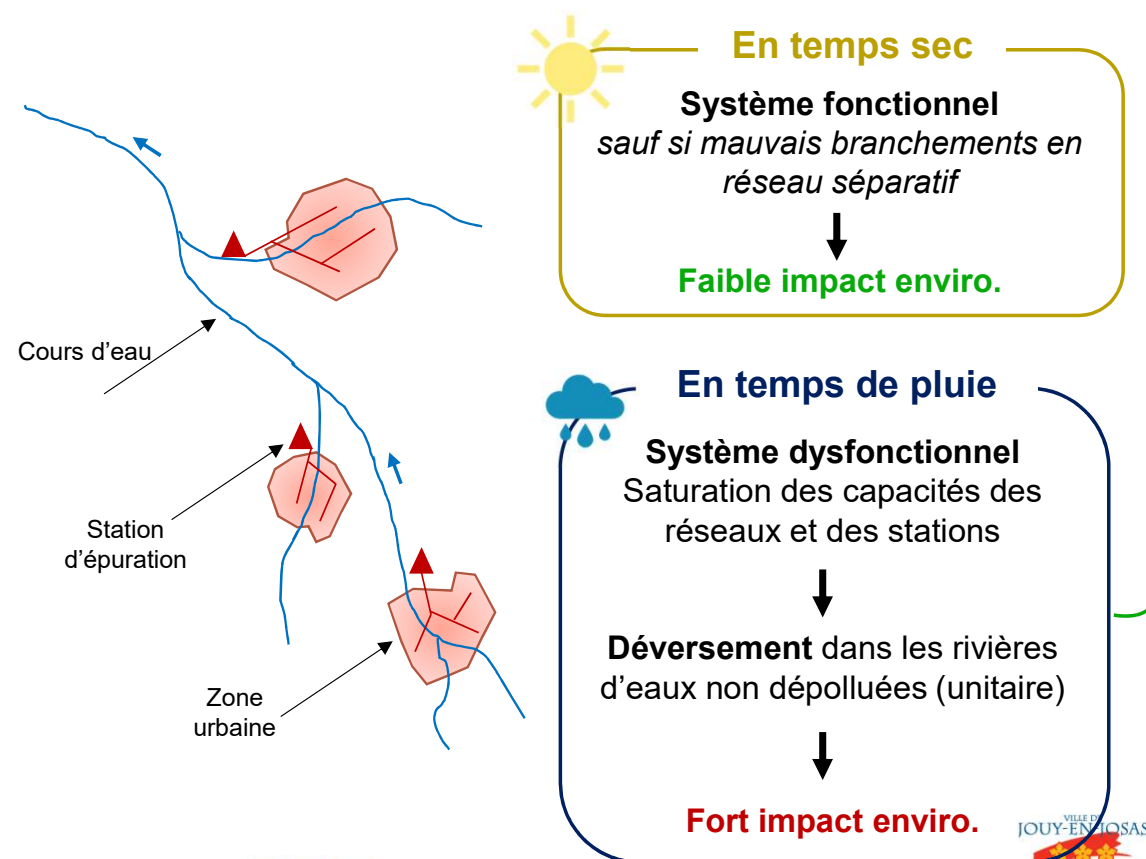 En temps sec
Système fonctionnel
sauf si mauvais branchements en
réseau séparatif
Faible impact enviro.
Cours d'eau
Station
d'épuration
Zone
urbaine
En temps de pluie
Système dysfonctionnel
Saturation des capacités des
réseaux et des stations
Déversement dans les rivières
d'eaux non dépolluées (unitaire)
Fort impact enviro.
VILLE DE
JOUY-EN-JOSAS